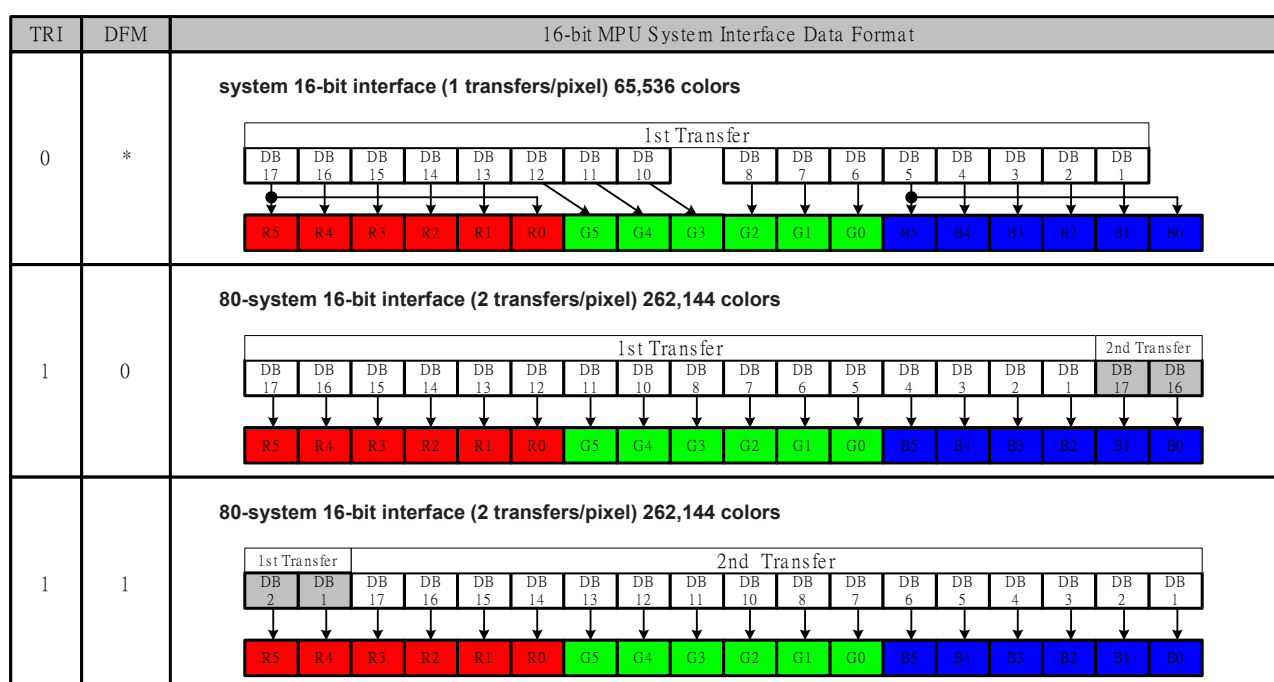 TRI DFM 16-bit MPU System Interface Data Format
system 16-bit interface (1 transfers/pixel) 65,536 colors
0 *
1st Transfer
DB 17 DB 16 DB 15 DB 14 DB 13 DB 12 DB 11 DB 10 DB 8 DB 7 DB 6 DB 5 DB 4 DB 3 DB 2 DB 1
R5 R4 R3 R2 R1 R0 G5 G4 G3 G2 G1 G0 B5 B4 B3 B2 B1 B0
80-system 16-bit interface (2 transfers/pixel) 262,144 colors
1 0
1st Transfer 2nd Transfer
DB 17 DB 16 DB 15 DB 14 DB 13 DB 12 DB 11 DB 10 DB 8 DB 7 DB 6 DB 5 DB 4 DB 3 DB 2 DB 1 DB 17 DB 16
R5 R4 R3 R2 R1 R0 G5 G4 G3 G2 G1 G0 B5 B4 B3 B2 B1 B0
80-system 16-bit interface (2 transfers/pixel) 262,144 colors
1 1
1st Transfer 2nd Transfer
DB 2 DB 1 DB 17 DB 16 DB 15 DB 14 DB 13 DB 12 DB 11 DB 10 DB 8 DB 7 DB 6 DB 5 DB 4 DB 3 DB 2 DB 1
R5 R4 R3 R2 R1 R0 G5 G4 G3 G2 G1 G0 B5 B4 B3 B2 B1 B0